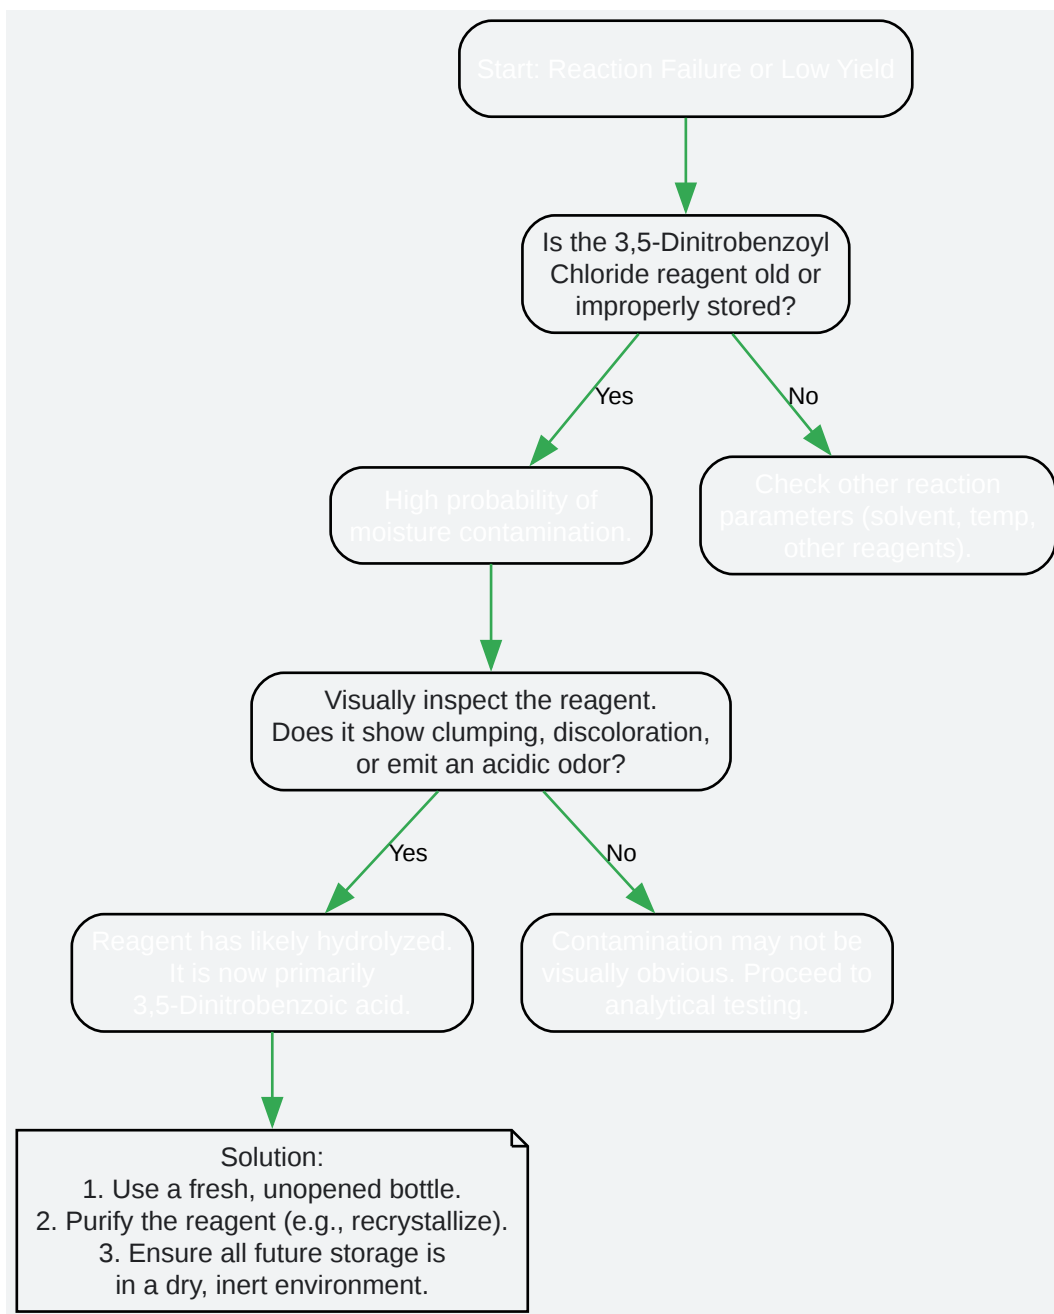 Start: Reaction Failure or Low Yield
Is the 3,5-Dinitrobenzoyl
Chloride reagent old or
improperly stored?
Yes
No
High probability of
moisture contamination.
Check other reaction
parameters (solvent, temp,
other reagents).
Visually inspect the reagent.
Does it show clumping, discoloration,
or emit an acidic odor?
Yes
No
Reagent has likely hydrolyzed.
It is now primarily
3,5-Dinitrobenzoic acid.
Contamination may not be
visually obvious. Proceed to
analytical testing.
Solution:
1. Use a fresh, unopened bottle.
2. Purify the reagent (e.g., recrystallize).
3. Ensure all future storage is
in a dry, inert environment.